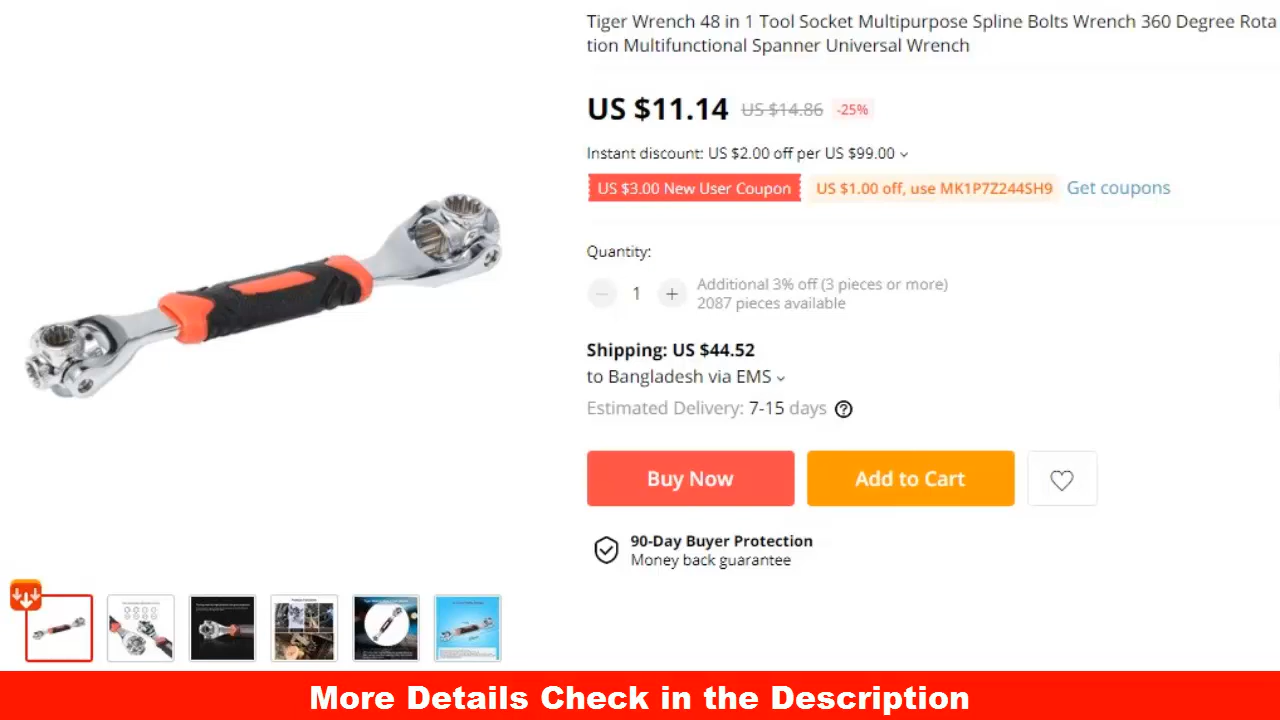 Tiger Wrench 48 in 1 Tool Socket Multipurpose Spline Bolts Wrench 360 Degree Rota
tion Multifunctional Spanner Universal Wrench
US $11.14 US $14.86 -25%
Instant discount: US $2.00 off per US $99.00
US $3.00 New User Coupon US $1.00 off, use MK1P7Z244SH9 Get coupons
Quantity:
1
Additional 3% off (3 pieces or more)
2087 pieces available
Shipping: US $44.52
to Bangladesh via EMS
Estimated Delivery: 7-15 days
Buy Now Add to Cart
90-Day Buyer Protection
Money back guarantee
More Details Check in the Description